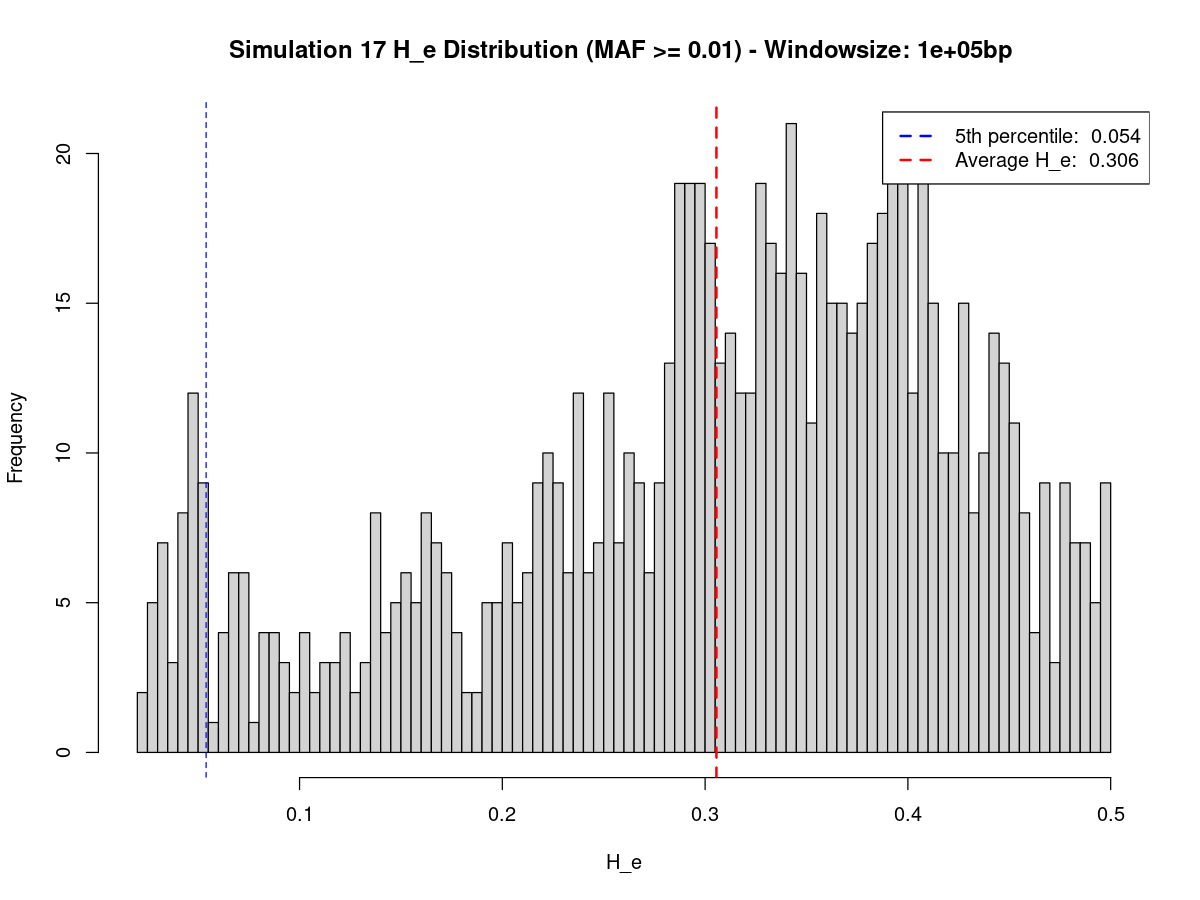 Simulation 17 H_e Distribution (MAF >= 0.01) - Windowsize: 1e+05bp
5th percentile:  0.054
Average H_e:  0.306
Frequency
20
15
10
5
0
0.1 0.2 0.3 0.4 0.5
H_e